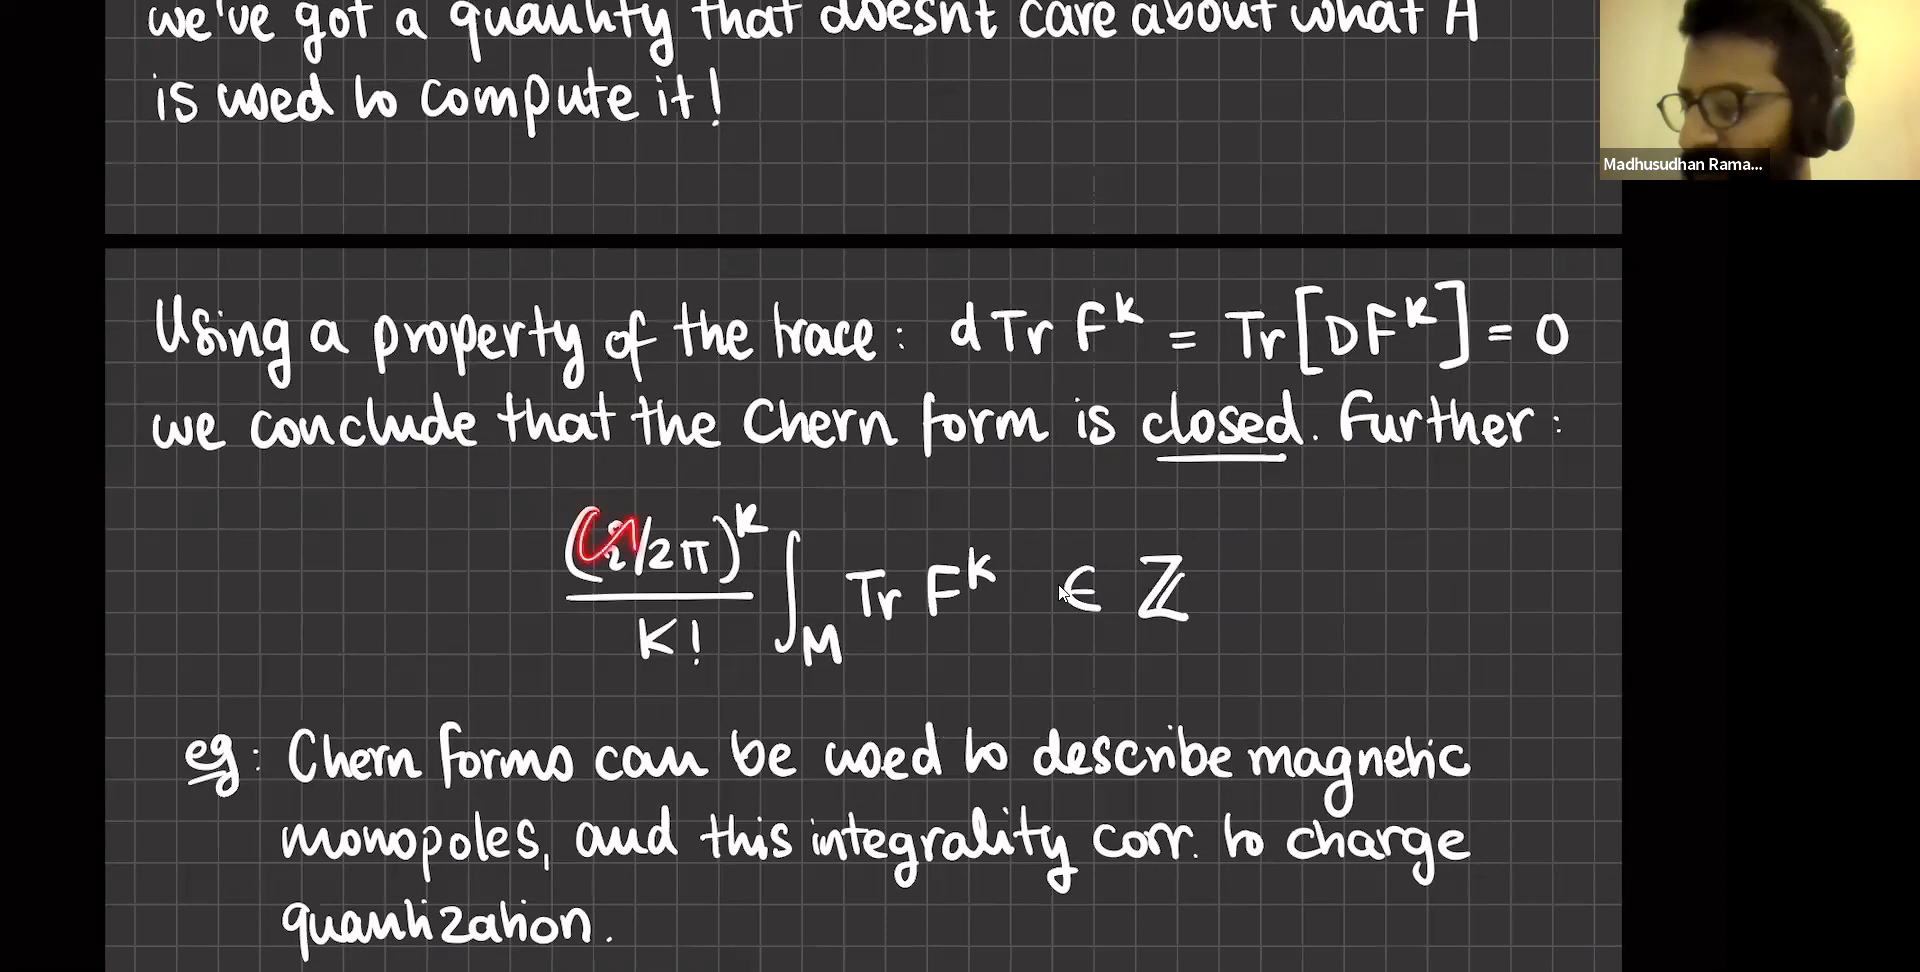 we've got a quantity that doesn't care about what A
is used to compute it!
Madhusudhan Rama...
Using a property of the trace: d Tr F^k = Tr[DF^k] = 0
we conclude that the Chern form is closed. Further:
(i/2π)^k / k! ∫_M Tr F^k ∈ ℤ
eg: Chern forms can be used to describe magnetic
monopoles, and this integrality corr. to charge
quantization.